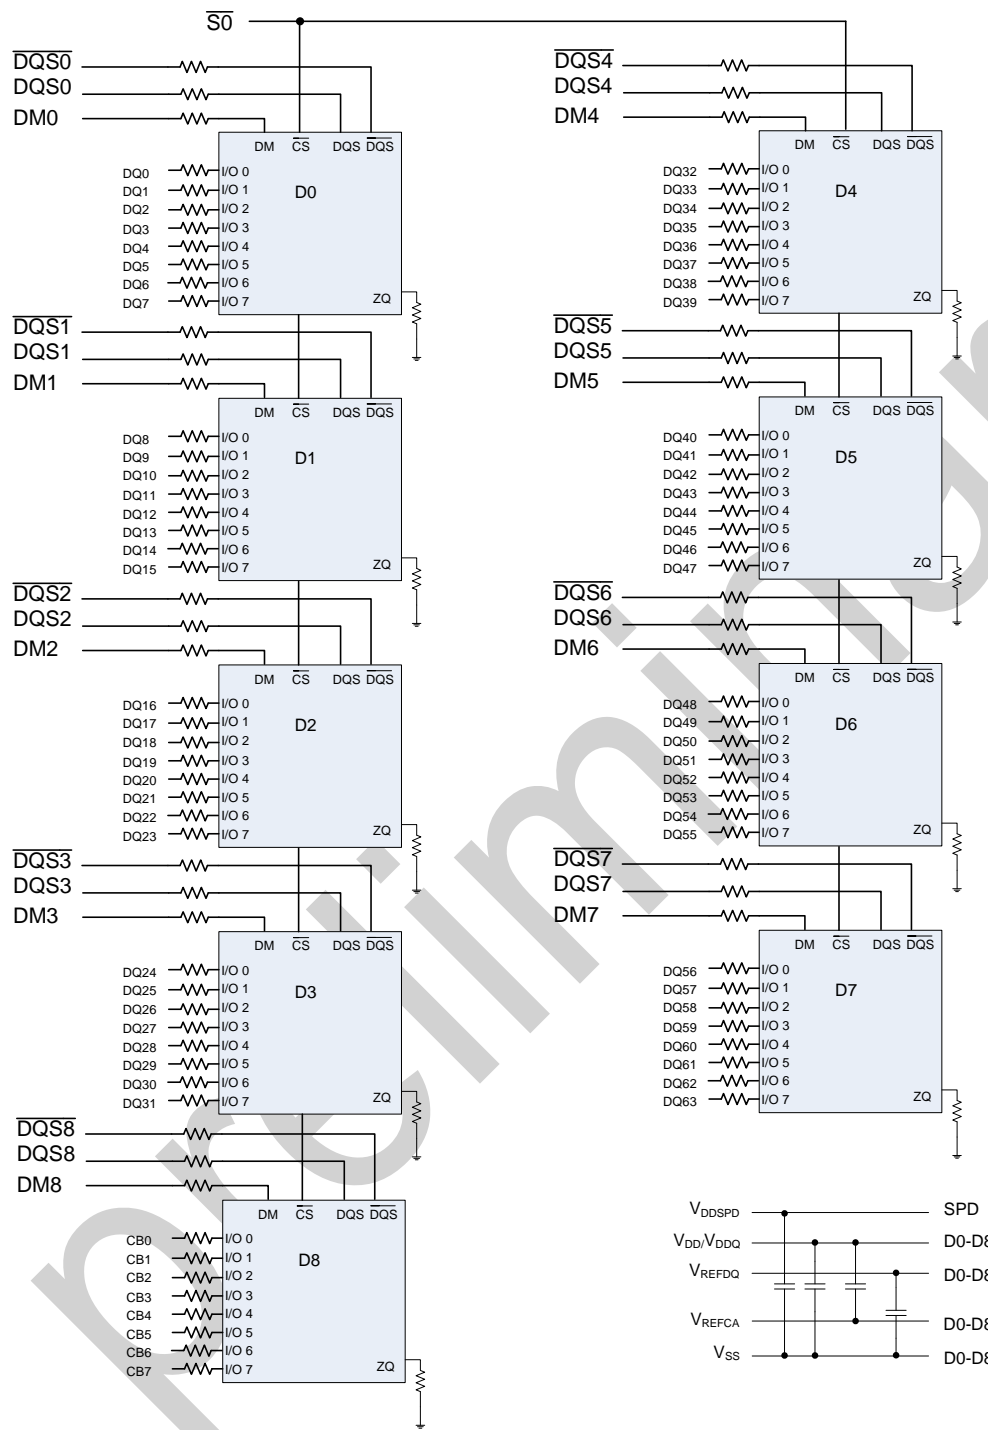 S0
DQS0
DQS0
DM0
DM CS DQS DQS
D0
DQ0 I/O 0
DQ1 I/O 1
DQ2 I/O 2
DQ3 I/O 3
DQ4 I/O 4
DQ5 I/O 5
DQ6 I/O 6
DQ7 I/O 7
ZQ
DQS1
DQS1
DM1
DM CS DQS DQS
D1
DQ8 I/O 0
DQ9 I/O 1
DQ10 I/O 2
DQ11 I/O 3
DQ12 I/O 4
DQ13 I/O 5
DQ14 I/O 6
DQ15 I/O 7
ZQ
DQS2
DQS2
DM2
DM CS DQS DQS
D2
DQ16 I/O 0
DQ17 I/O 1
DQ18 I/O 2
DQ19 I/O 3
DQ20 I/O 4
DQ21 I/O 5
DQ22 I/O 6
DQ23 I/O 7
ZQ
DQS3
DQS3
DM3
DM CS DQS DQS
D3
DQ24 I/O 0
DQ25 I/O 1
DQ26 I/O 2
DQ27 I/O 3
DQ28 I/O 4
DQ29 I/O 5
DQ30 I/O 6
DQ31 I/O 7
ZQ
DQS8
DQS8
DM8
DM CS DQS DQS
D8
CB0 I/O 0
CB1 I/O 1
CB2 I/O 2
CB3 I/O 3
CB4 I/O 4
CB5 I/O 5
CB6 I/O 6
CB7 I/O 7
ZQ
DQS4
DQS4
DM4
DM CS DQS DQS
D4
DQ32 I/O 0
DQ33 I/O 1
DQ34 I/O 2
DQ35 I/O 3
DQ36 I/O 4
DQ37 I/O 5
DQ38 I/O 6
DQ39 I/O 7
ZQ
DQS5
DQS5
DM5
DM CS DQS DQS
D5
DQ40 I/O 0
DQ41 I/O 1
DQ42 I/O 2
DQ43 I/O 3
DQ44 I/O 4
DQ45 I/O 5
DQ46 I/O 6
DQ47 I/O 7
ZQ
DQS6
DQS6
DM6
DM CS DQS DQS
D6
DQ48 I/O 0
DQ49 I/O 1
DQ50 I/O 2
DQ51 I/O 3
DQ52 I/O 4
DQ53 I/O 5
DQ54 I/O 6
DQ55 I/O 7
ZQ
DQS7
DQS7
DM7
DM CS DQS DQS
D7
DQ56 I/O 0
DQ57 I/O 1
DQ58 I/O 2
DQ59 I/O 3
DQ60 I/O 4
DQ61 I/O 5
DQ62 I/O 6
DQ63 I/O 7
ZQ
VDDSPD SPD
VDD/VDDQ D0-D8
VREFDQ D0-D8
VREFCA D0-D8
VSS D0-D8